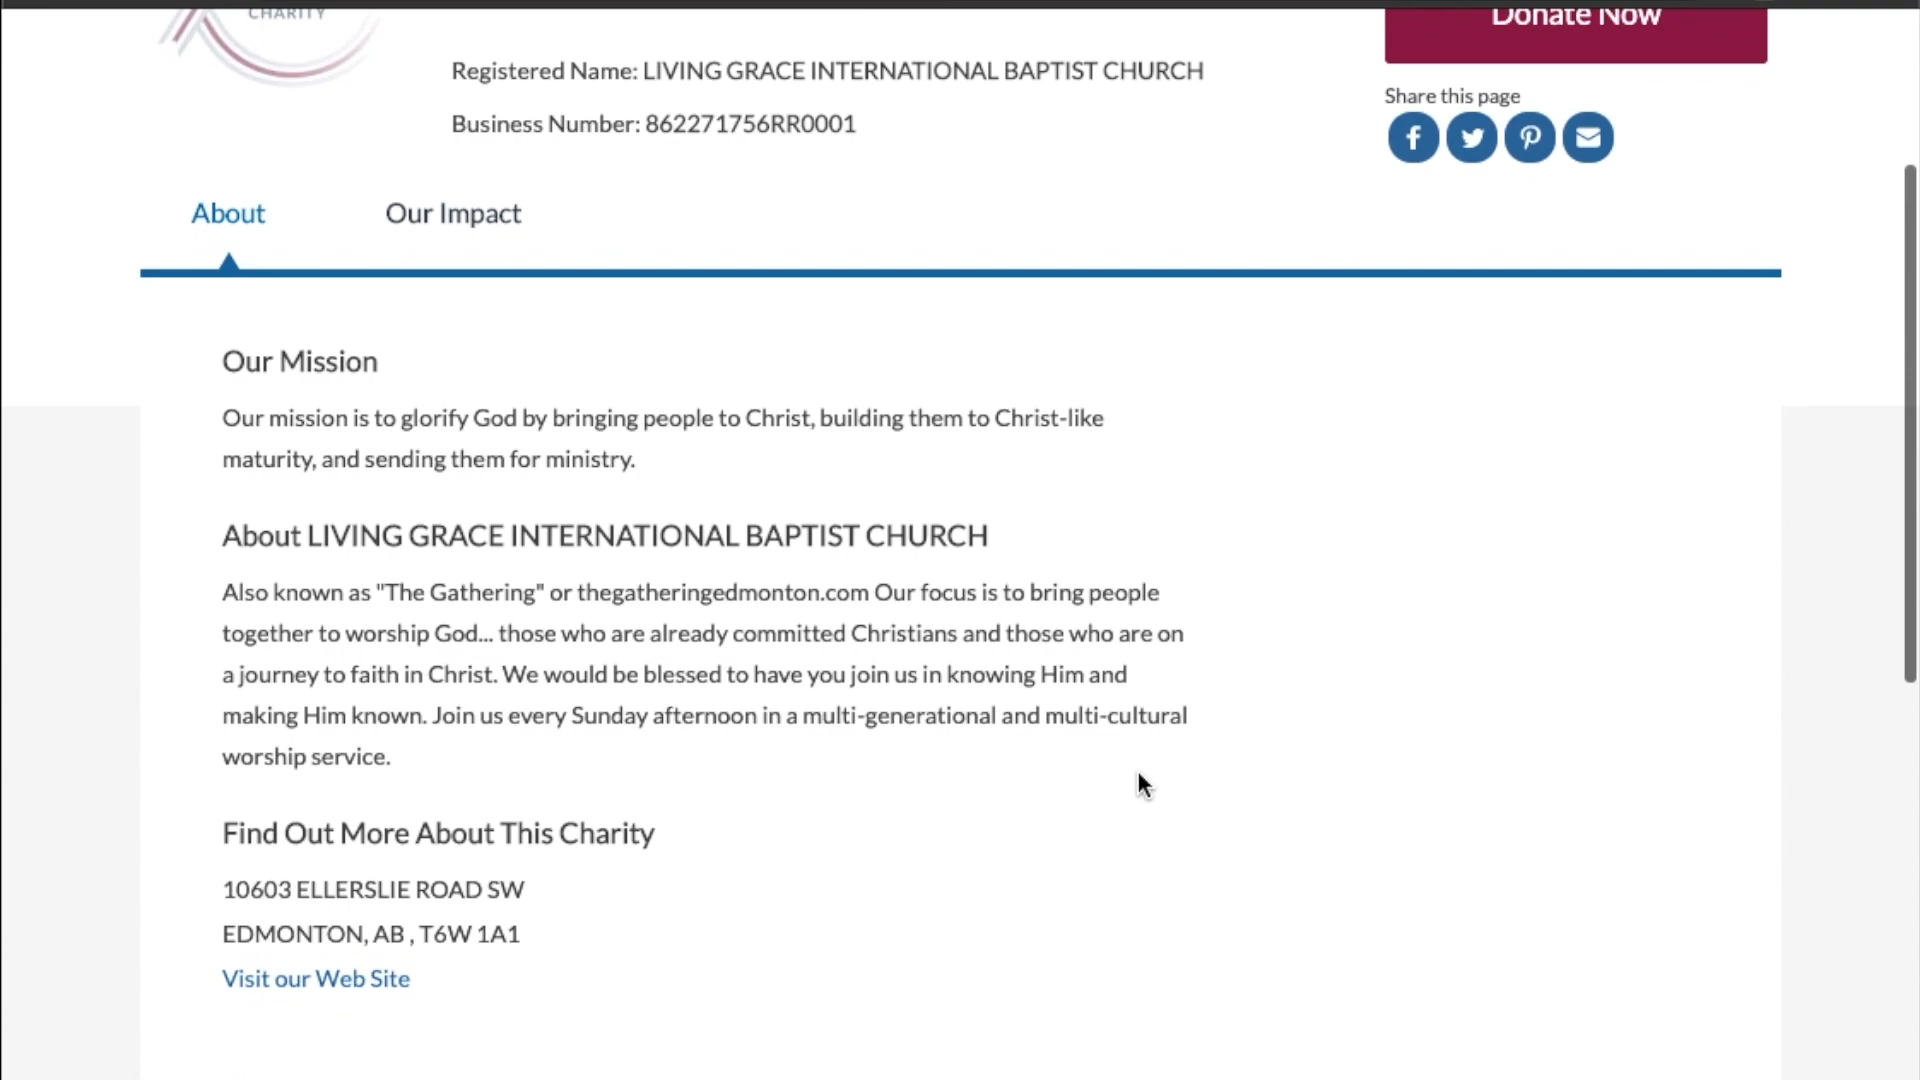 CHARITY
Donate Now
Registered Name: LIVING GRACE INTERNATIONAL BAPTIST CHURCH
Business Number: 862271756RR0001
Share this page
About
Our Impact
Our Mission
Our mission is to glorify God by bringing people to Christ, building them to Christ-like
maturity, and sending them for ministry.
About LIVING GRACE INTERNATIONAL BAPTIST CHURCH
Also known as "The Gathering" or thegatheringedmonton.com Our focus is to bring people
together to worship God... those who are already committed Christians and those who are on
a journey to faith in Christ. We would be blessed to have you join us in knowing Him and
making Him known. Join us every Sunday afternoon in a multi-generational and multi-cultural
worship service.
Find Out More About This Charity
10603 ELLERSLIE ROAD SW
EDMONTON, AB , T6W 1A1
Visit our Web Site